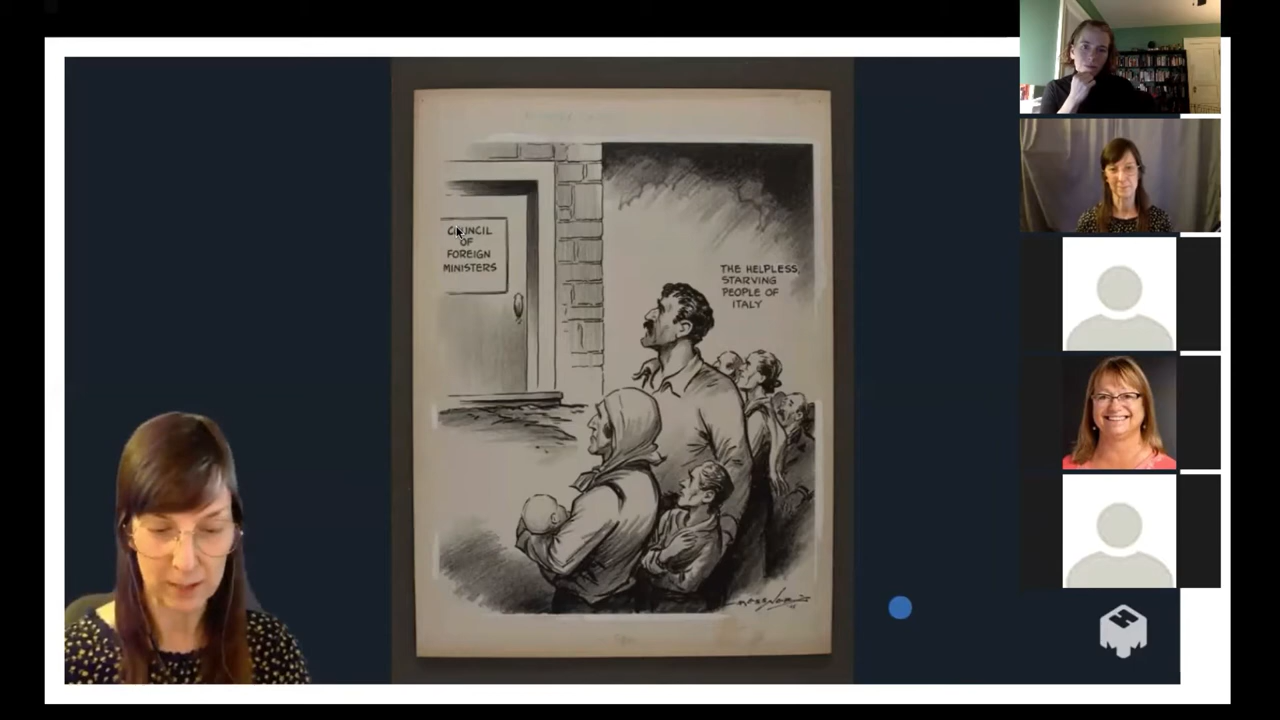 COUNCIL
OF
FOREIGN
MINISTERS
THE HELPLESS,
STARVING
PEOPLE OF
ITALY